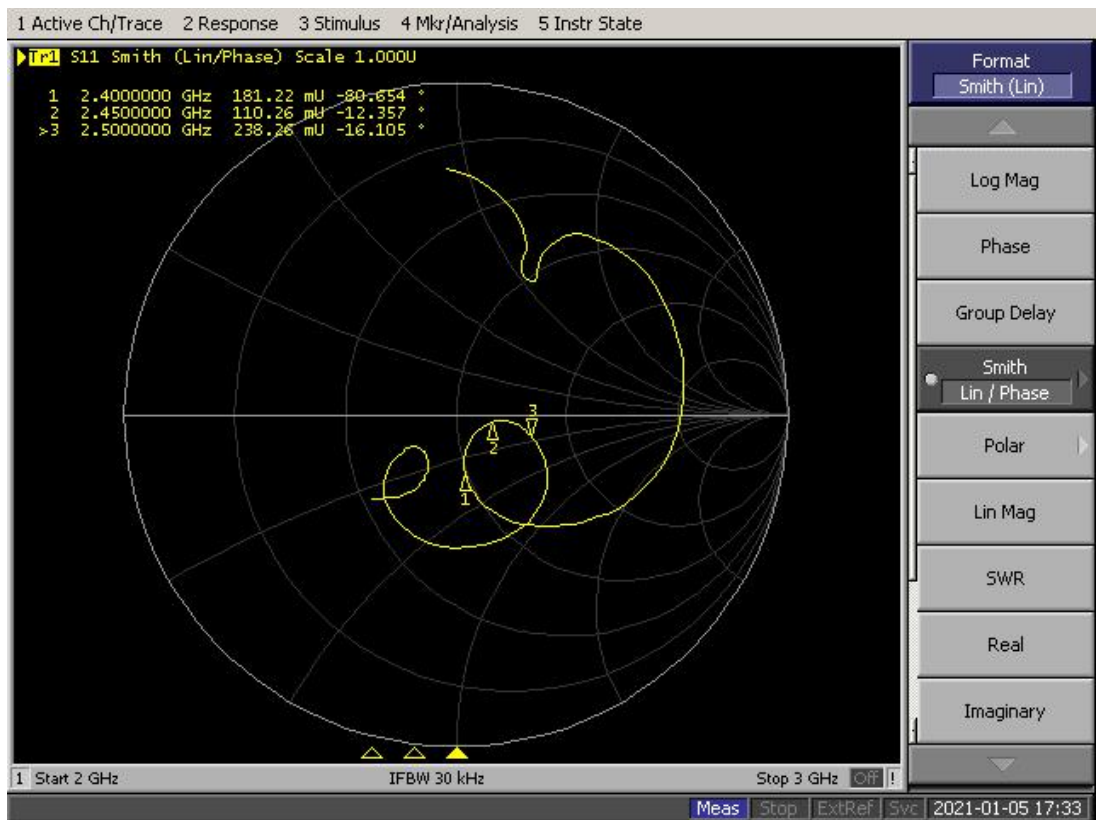 1 Active Ch/Trace 2 Response 3 Stimulus 4 Mkr/Analysis 5 Instr State
Tr1 S11 Smith (Lin/Phase) Scale 1.000U
1 2.4000000 GHz 181.22 mU -80.654 °
2 2.4500000 GHz 110.26 mU -12.357 °
>3 2.5000000 GHz 238.26 mU -16.105 °
3
2
1
1 Start 2 GHz IFBW 30 kHz Stop 3 GHz Off !
Format
Smith (Lin)
Log Mag
Phase
Group Delay
Smith
Lin / Phase
Polar
Lin Mag
SWR
Real
Imaginary
Meas Stop ExtRef Svc 2021-01-05 17:33